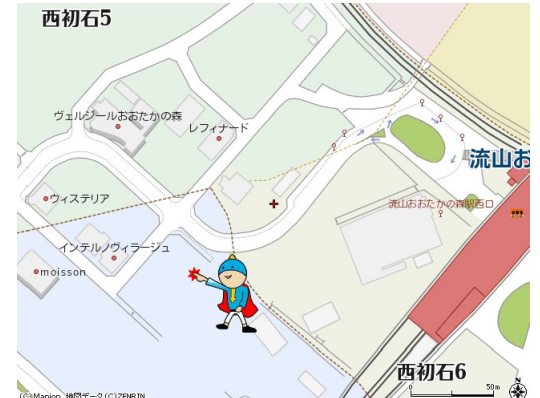 西初石5
ヴェルジールおおたかの森
レフィナード
流山お
ウィステリア
流山おおたかの森駅西口
インテルノヴィラージュ
moisson
西初石6
0 50m
(C)Mapion 地図データ(C)ZENRIN